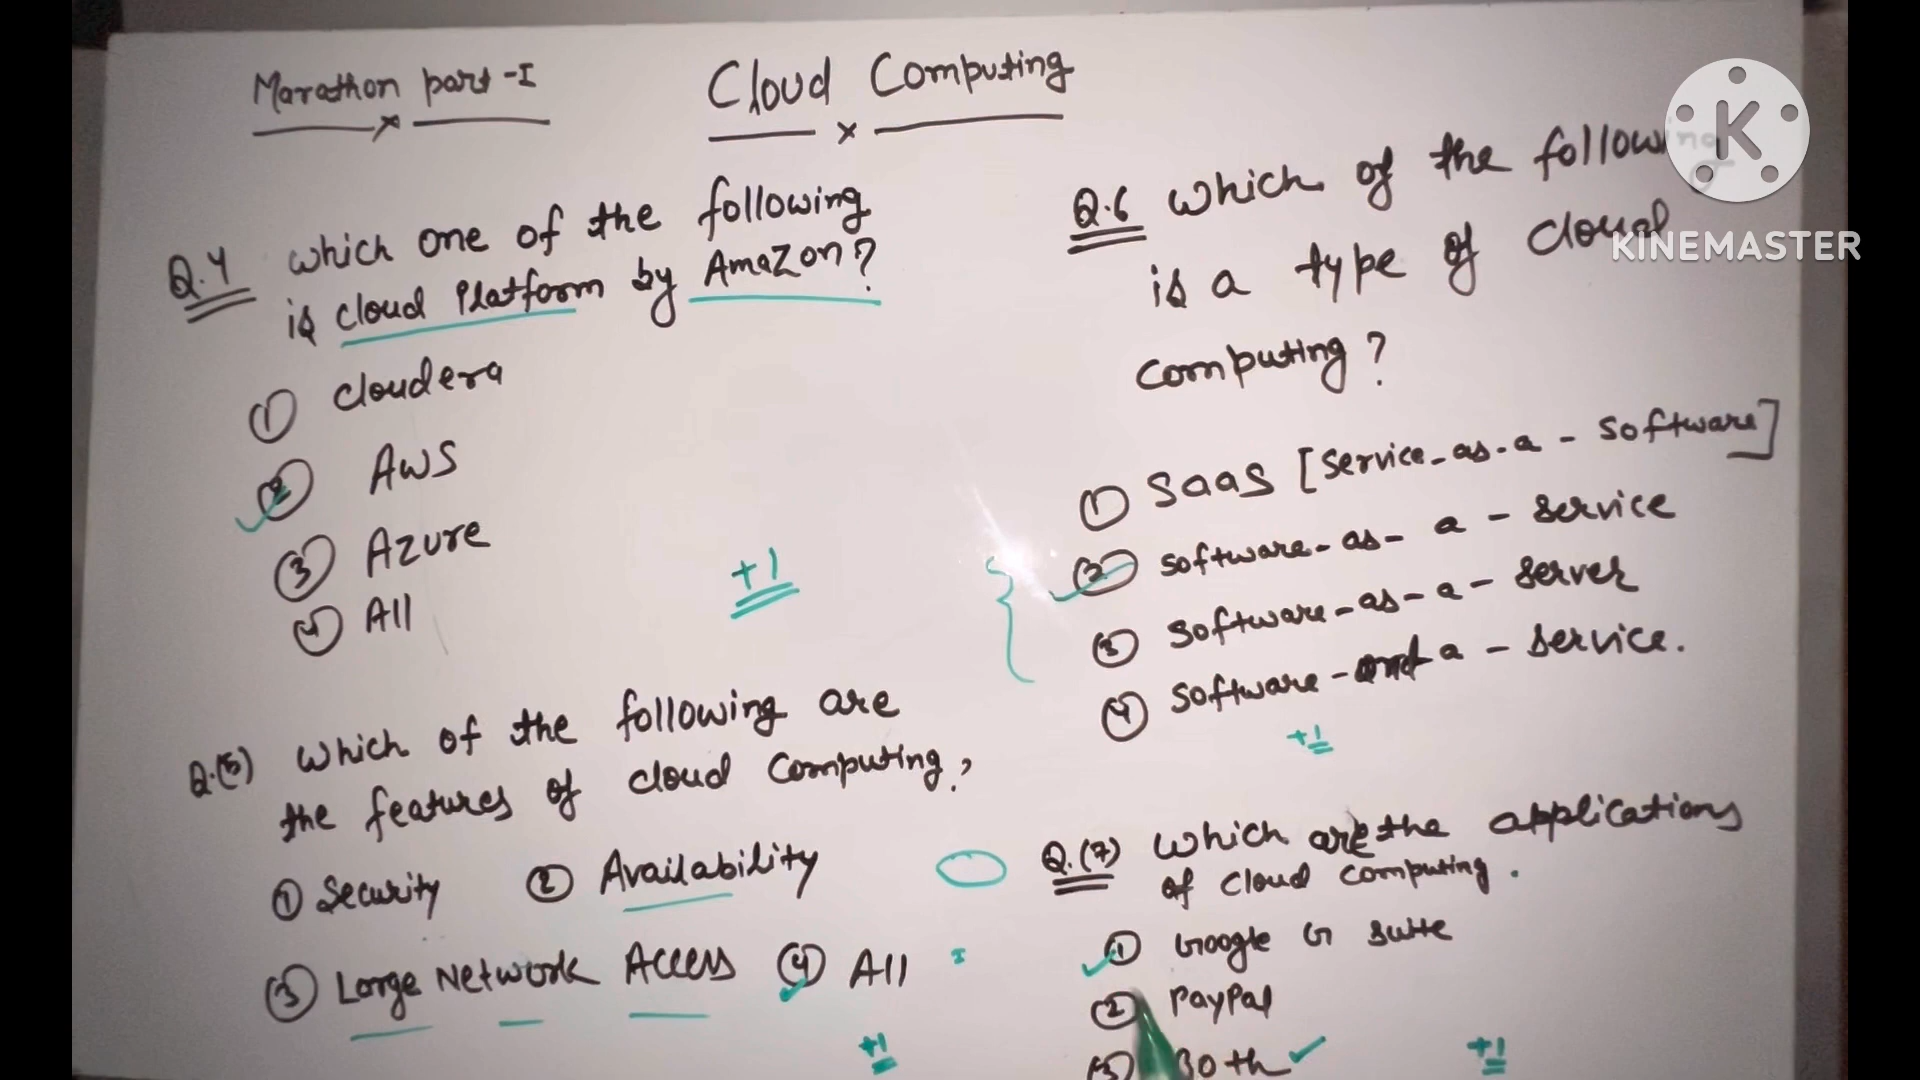 Marathon part-I
Cloud Computing
Q.4 which one of the following
is cloud Platform by Amazon?
① cloudera
② AWS
③ Azure
④ All
+1
Q.(5) which of the following are
the features of cloud computing,
① Security ② Availability
③ Large Network Access ④ All
+1
Q.6 which of the following
is a type of cloud
computing?
① SaaS [Service-as-a-Software]
② Software-as-a-Service
③ Software-as-a-Server
④ Software-and-a-Service.
+1
Q.(7) which are the applications
of cloud computing.
① Google G Suite
② PayPal
③ Both
+1
K
KINEMASTER